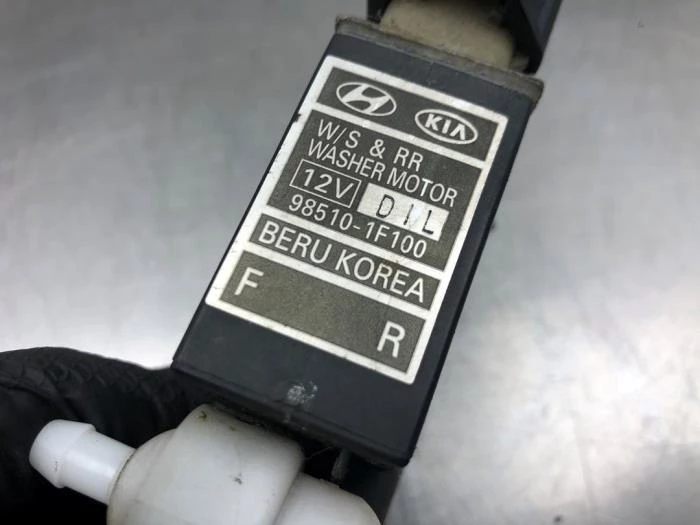 KIA
W/S & RR
WASHER MOTOR
12V DIL
98510-1F100
BERU KOREA
F
R